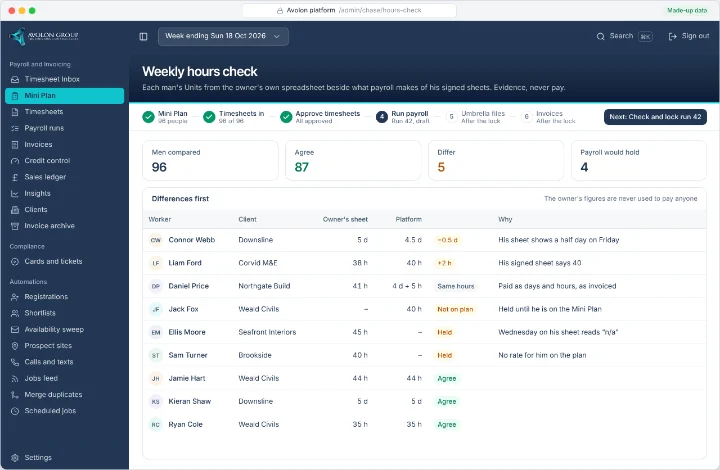 Avolon platform /admin/chase/hours-check
Made-up data
AVOLON GROUP
Week ending Sun 18 Oct 2026
Search ⌘K
Sign out
Payroll and Invoicing
Timesheet Inbox
Mini Plan
Timesheets
Payroll runs
Invoices
Credit control
Sales ledger
Insights
Clients
Invoice archive
Compliance
Cards and tickets
Automations
Registrations
Shortlists
Availability sweep
Prospect sites
Calls and texts
Jobs feed
Merge duplicates
Scheduled jobs
Settings
Weekly hours check
Each man's Units from the owner's own spreadsheet beside what payroll makes of his signed sheets. Evidence, never pay.
Mini Plan
96 people
Timesheets in
96 of 96
Approve timesheets
All approved
4 Run payroll
Run 42, draft
5 Umbrella files
After the lock
6 Invoices
After the lock
Next: Check and lock run 42
Men compared
96
Agree
87
Differ
5
Payroll would hold
4
Differences first
The owner's figures are never used to pay anyone
Worker Client Owner's sheet Platform Why
CW Connor Webb Downsline 5 d 4.5 d −0.5 d His sheet shows a half day on Friday
LF Liam Ford Corvid M&E 38 h 40 h +2 h His signed sheet says 40
DP Daniel Price Northgate Build 41 h 4 d + 5 h Same hours Paid as days and hours, as invoiced
JF Jack Fox Weald Civils – 40 h Not on plan Held until he is on the Mini Plan
EM Ellis Moore Seafront Interiors 45 h – Held Wednesday on his sheet reads "n/a"
ST Sam Turner Brookside 40 h – Held No rate for him on the plan
JH Jamie Hart Weald Civils 44 h 44 h Agree
KS Kieran Shaw Downsline 5 d 5 d Agree
RC Ryan Cole Weald Civils 35 h 35 h Agree